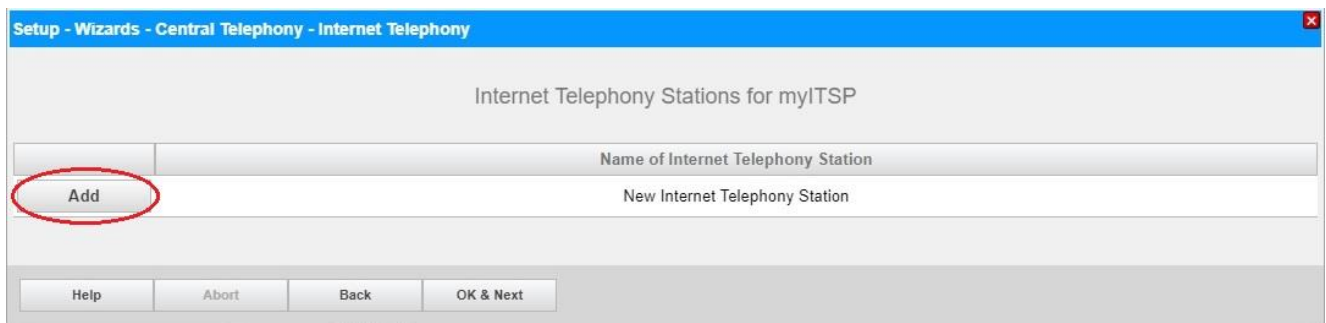 Setup - Wizards - Central Telephony - Internet Telephony
Internet Telephony Stations for myITSP
Name of Internet Telephony Station
Add New Internet Telephony Station
Help Abort Back OK & Next